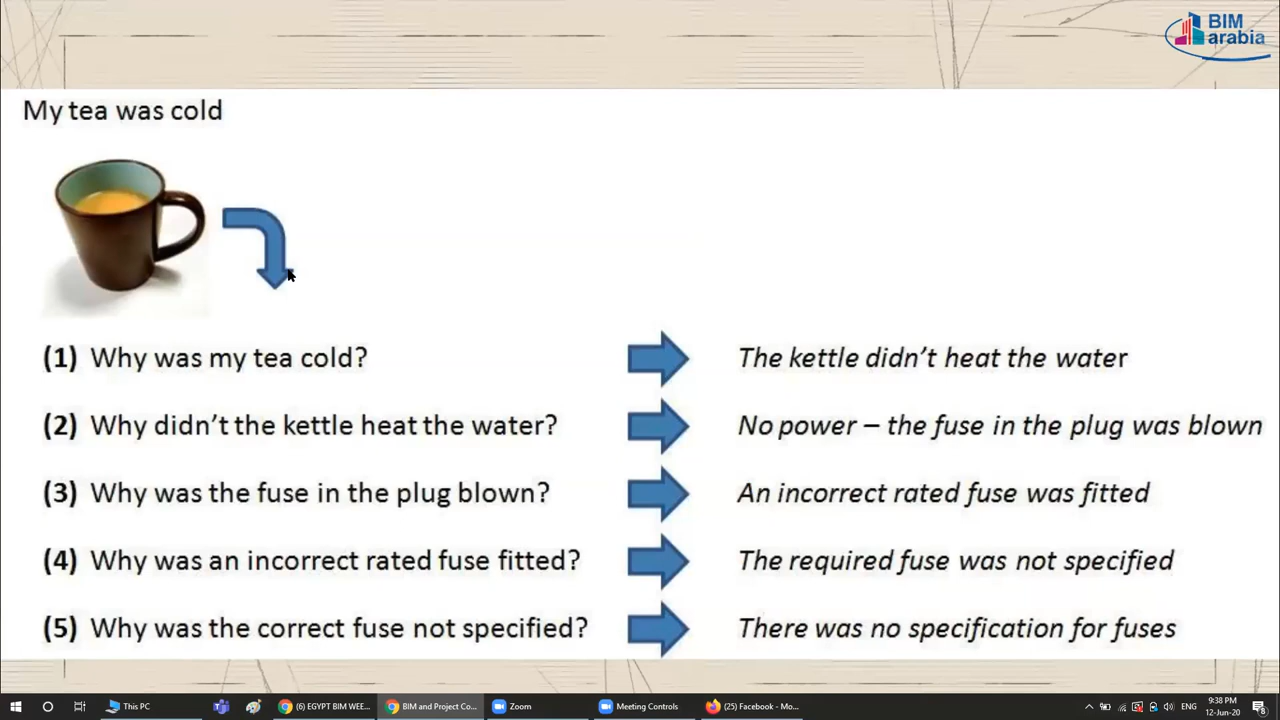 BIM
arabia
My tea was cold
(1) Why was my tea cold? The kettle didn't heat the water
(2) Why didn't the kettle heat the water? No power – the fuse in the plug was blown
(3) Why was the fuse in the plug blown? An incorrect rated fuse was fitted
(4) Why was an incorrect rated fuse fitted? The required fuse was not specified
(5) Why was the correct fuse not specified? There was no specification for fuses
This PC (6) EGYPT BIM WEE... BIM and Project Co... Zoom Meeting Controls (25) Facebook - Mo... ENG 9:38 PM
12-Jun-20